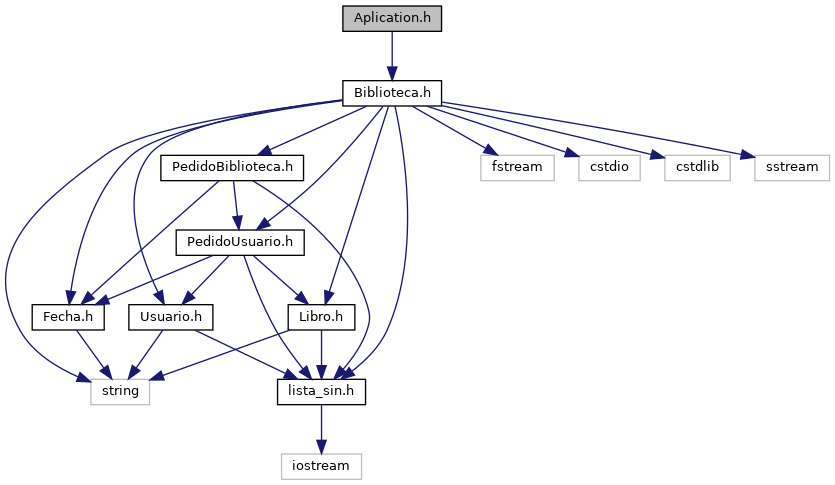 Aplication.h
Biblioteca.h
PedidoBiblioteca.h
fstream
cstdio
cstdlib
sstream
PedidoUsuario.h
Fecha.h
Usuario.h
Libro.h
string
lista_sin.h
iostream